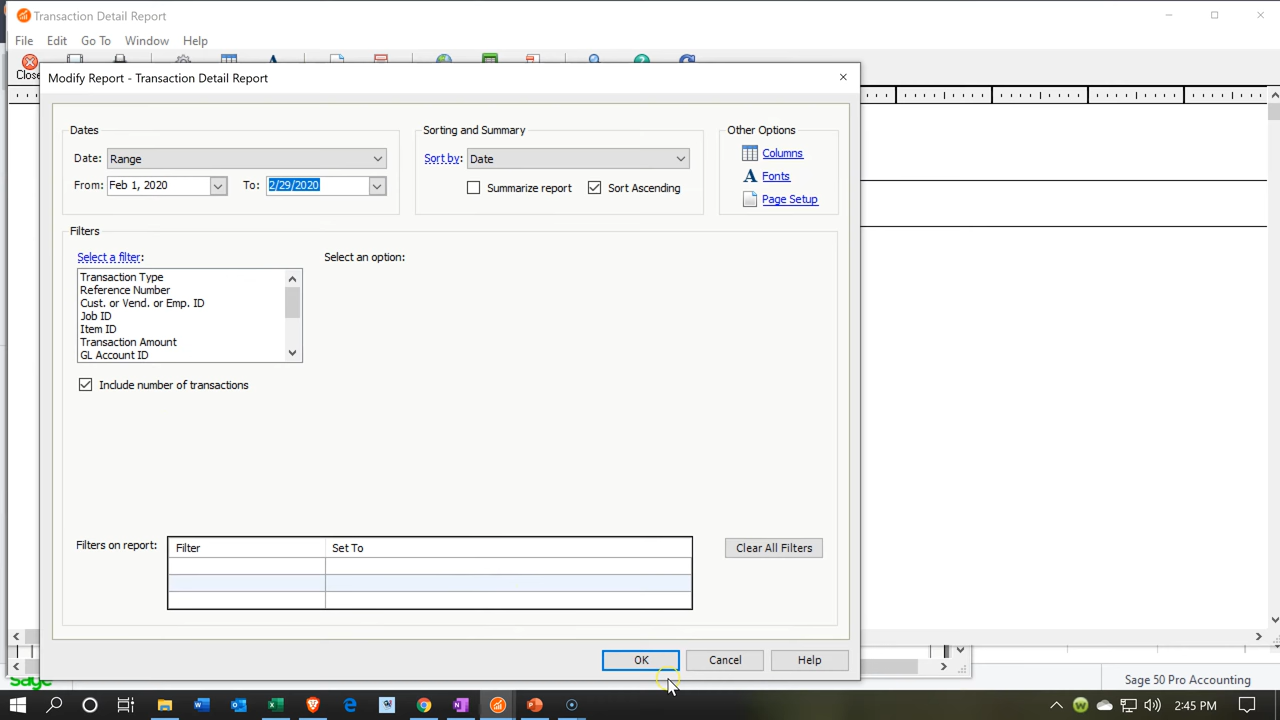 Transaction Detail Report
File Edit Go To Window Help
Close
Modify Report - Transaction Detail Report
Dates
Date: Range
From: Feb 1, 2020 To: 2/29/2020
Sorting and Summary
Sort by: Date
Summarize report Sort Ascending
Other Options
Columns
Fonts
Page Setup
Filters
Select a filter:
Select an option:
Transaction Type
Reference Number
Cust. or Vend. or Emp. ID
Job ID
Item ID
Transaction Amount
GL Account ID
Include number of transactions
Filters on report:
Filter Set To
Clear All Filters
OK Cancel Help
sage
Sage 50 Pro Accounting
2:45 PM